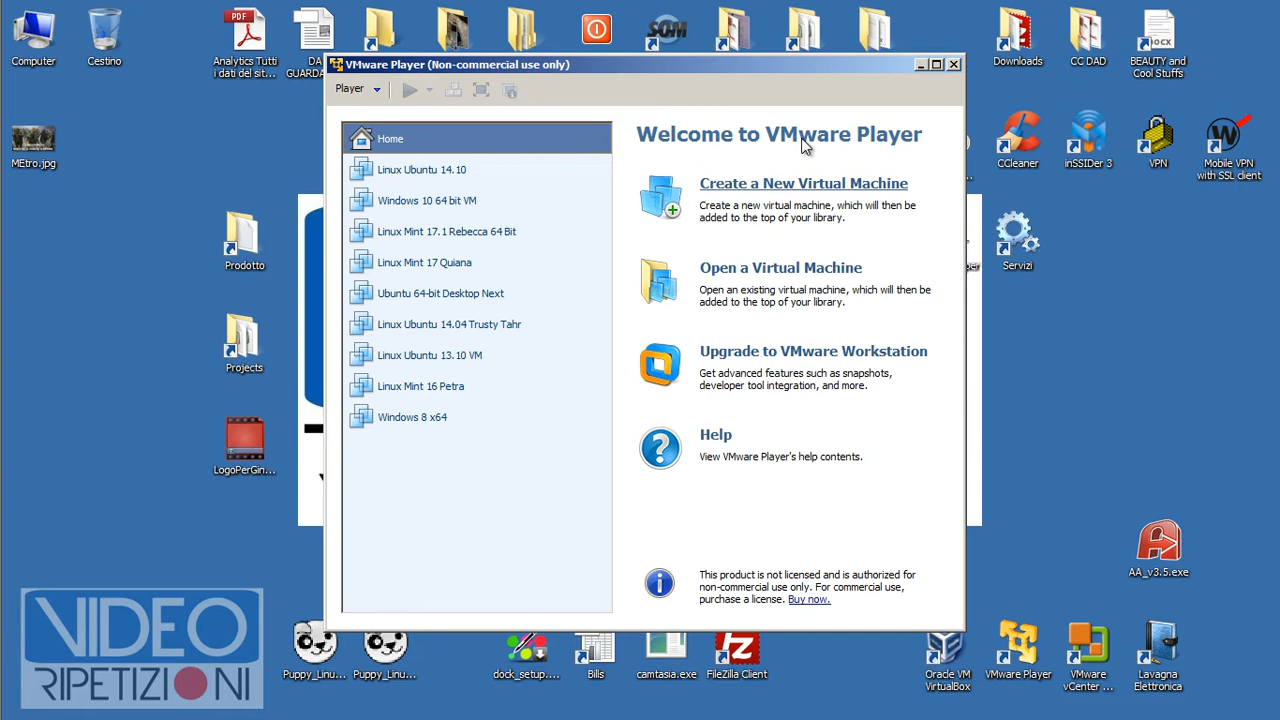 Computer
Cestino
PDF
Analytics Tutti
i dati del sit...
DA
GUARDA
SQM
docx
Downloads
CC DAD
BEAUTY and
Cool Stuffs
VMware Player (Non-commercial use only)
Player
MEtro.jpg
CCleaner
inSSIDer 3
VPN
Mobile VPN
with SSL client
Home
Linux Ubuntu 14.10
Windows 10 64 bit VM
Linux Mint 17.1 Rebecca 64 Bit
Linux Mint 17 Quiana
Ubuntu 64-bit Desktop Next
Linux Ubuntu 14.04 Trusty Tahr
Linux Ubuntu 13.10 VM
Linux Mint 16 Petra
Windows 8 x64
Welcome to VMware Player
Create a New Virtual Machine
Create a new virtual machine, which will then be
added to the top of your library.
Open a Virtual Machine
Open an existing virtual machine, which will then be
added to the top of your library.
Upgrade to VMware Workstation
Get advanced features such as snapshots,
developer tool integration, and more.
Help
View VMware Player's help contents.
This product is not licensed and is authorized for
non-commercial use only. For commercial use,
purchase a license. Buy now.
Prodotto
Servizi
Projects
LogoPerGin...
AA_v3.5.exe
VIDEO
RIPETIZIONI
Puppy_Linu...
Puppy_Linu...
dock_setup....
Bills
camtasia.exe
FileZilla Client
Oracle VM
VirtualBox
VMware Player
VMware
vCenter ...
Lavagna
Elettronica